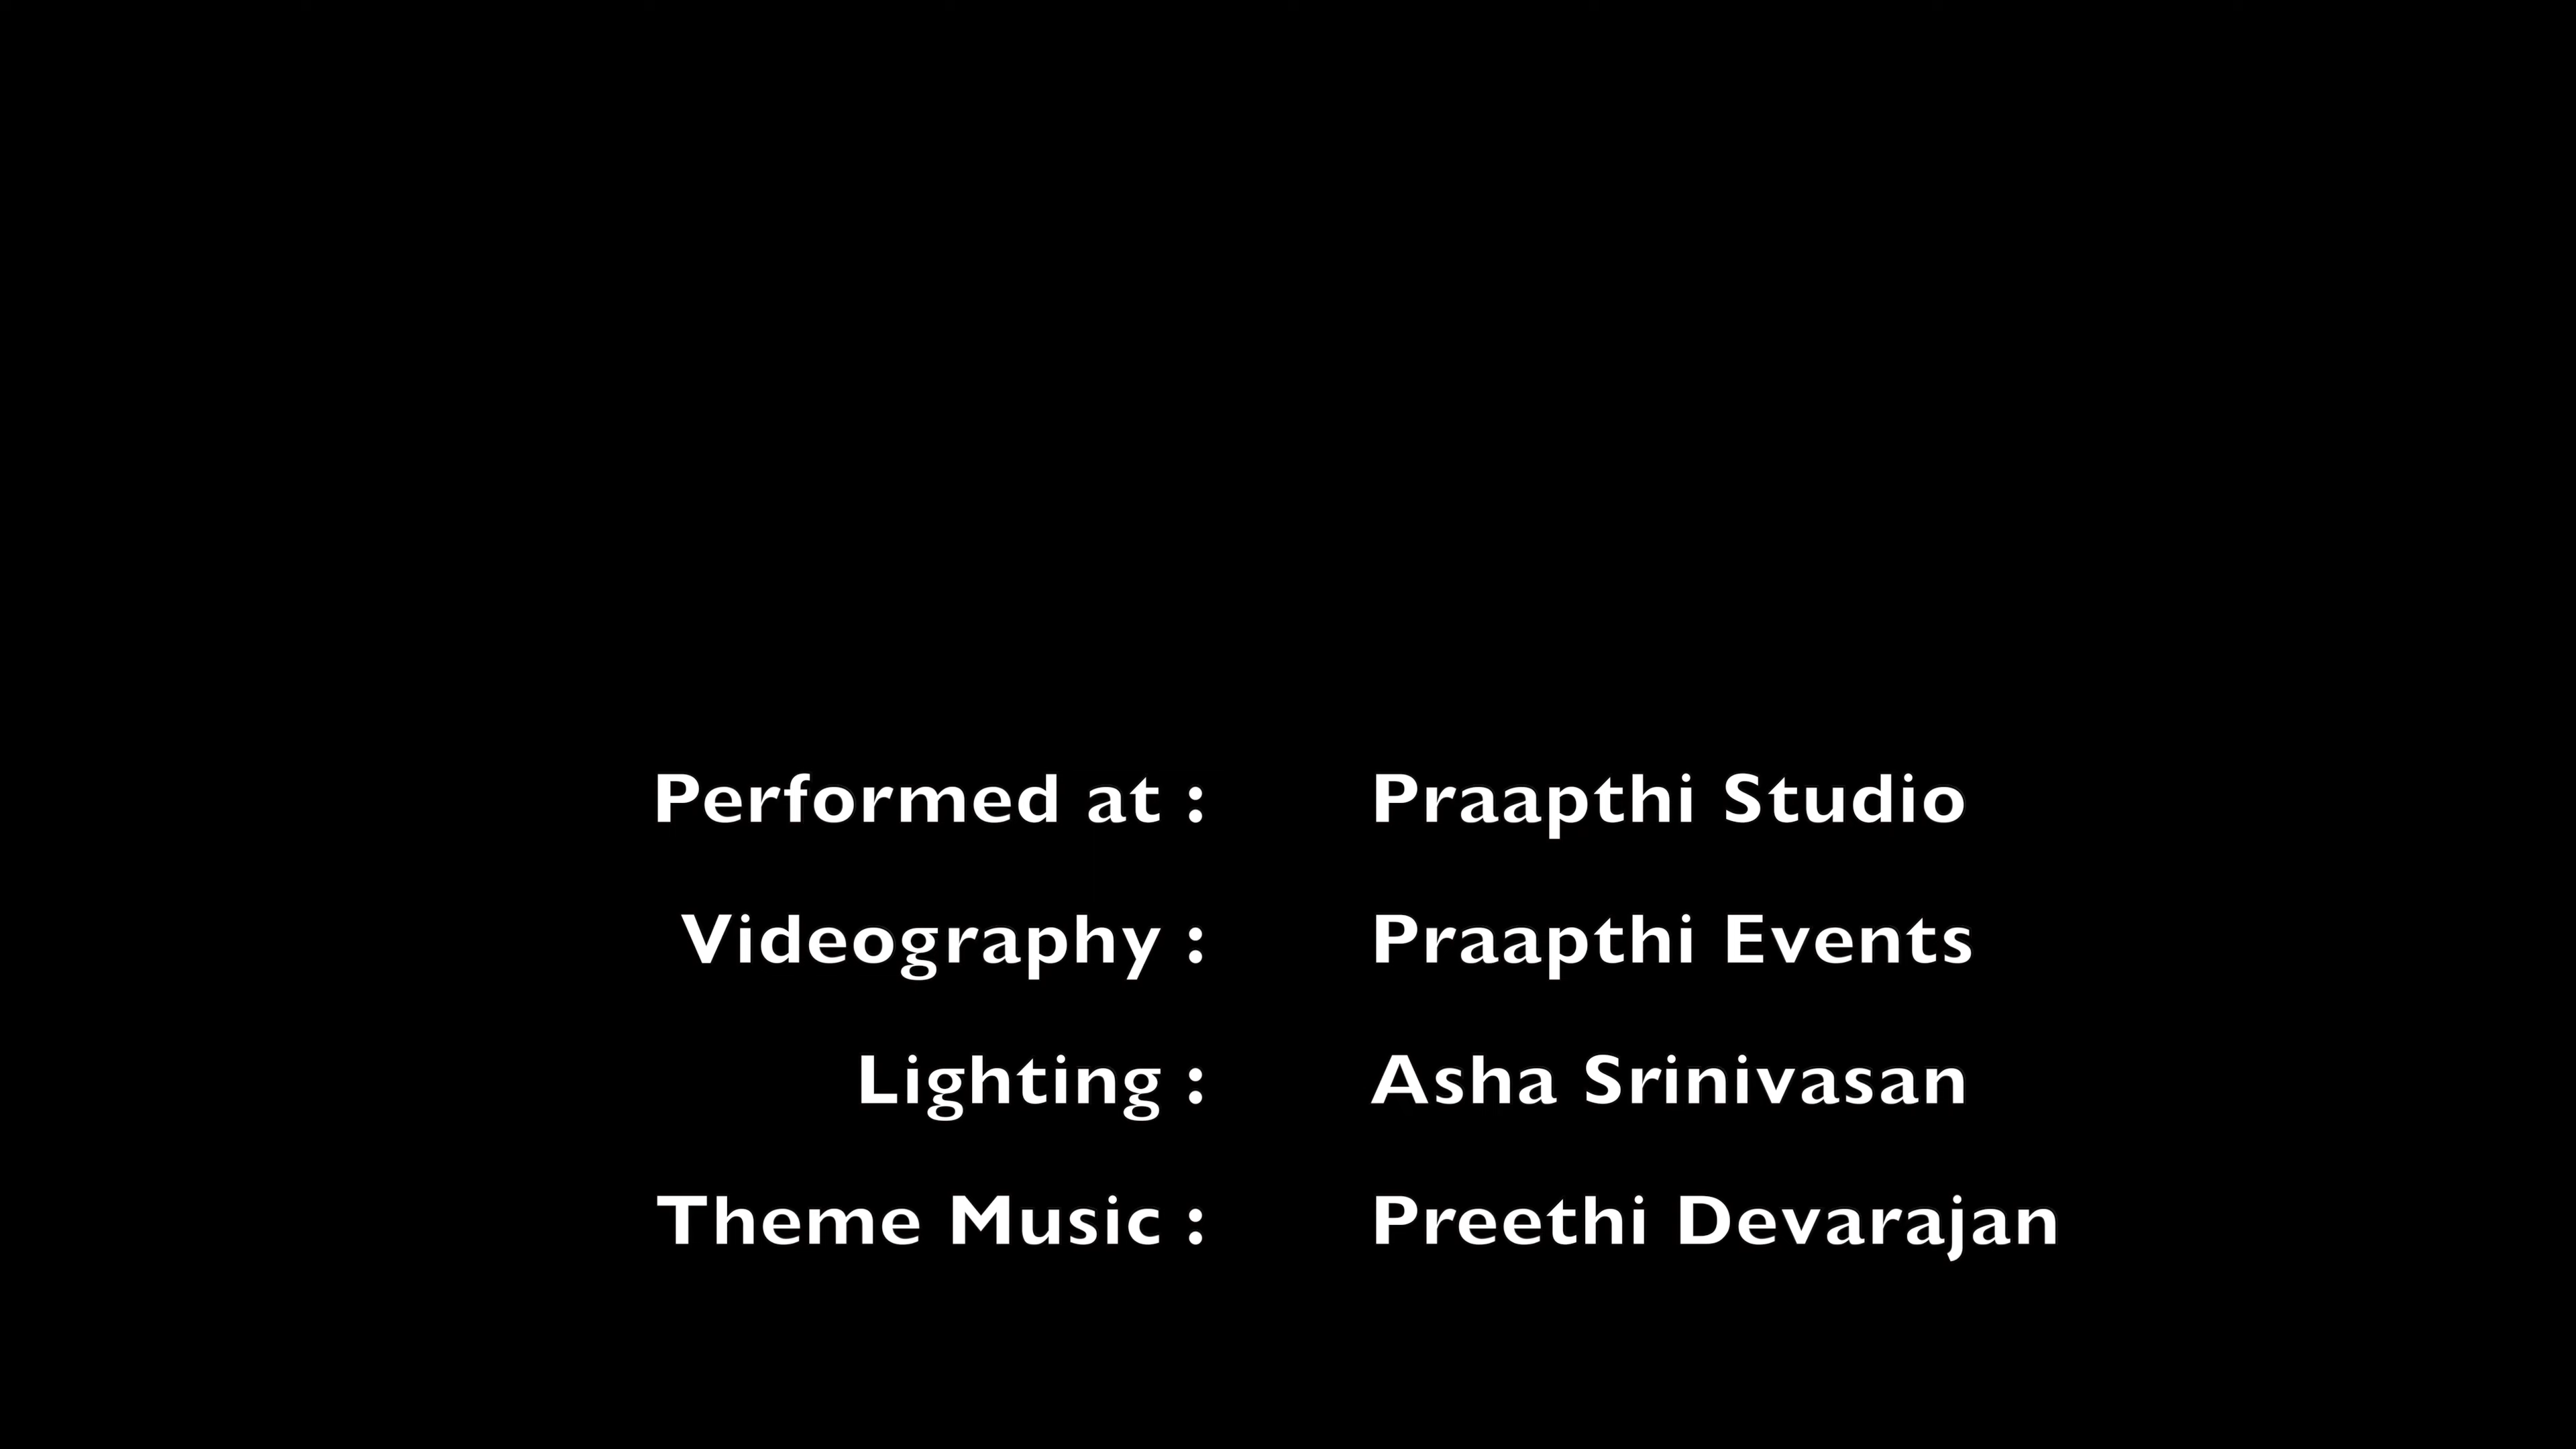 Performed at : Praapthi Studio
Videography : Praapthi Events
Lighting : Asha Srinivasan
Theme Music : Preethi Devarajan